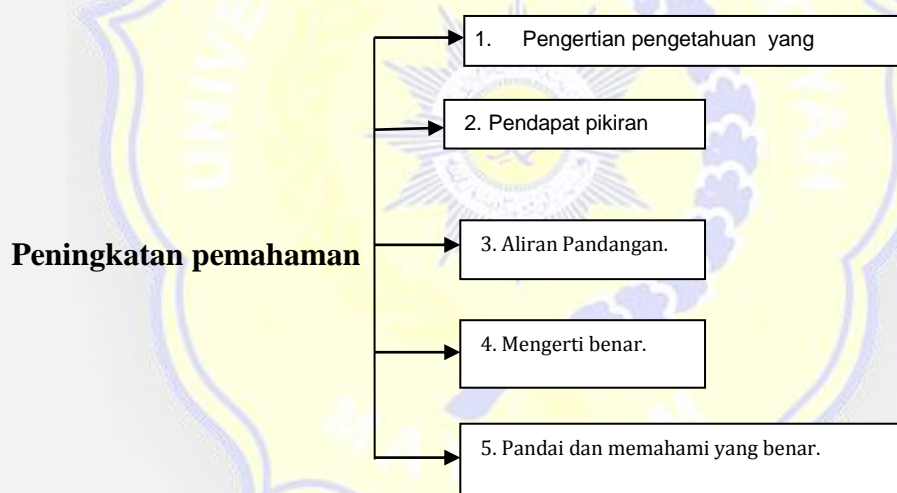 1. Pengertian pengetahuan yang
2. Pendapat pikiran
3. Aliran Pandangan.
Peningkatan pemahaman
4. Mengerti benar.
5. Pandai dan memahami yang benar.